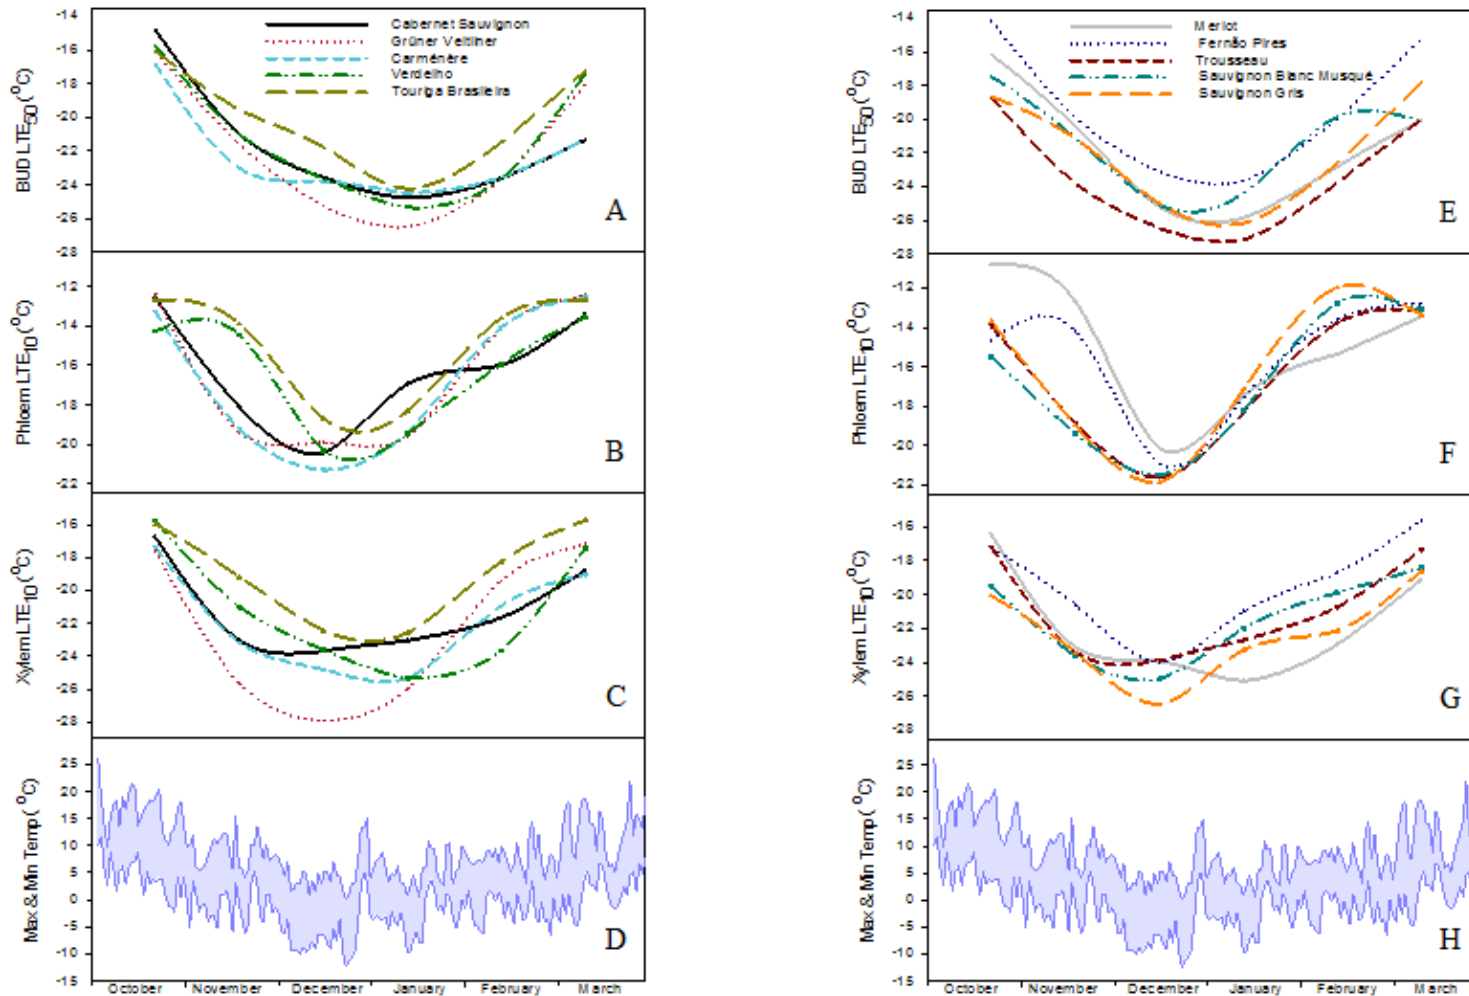 Cabernet Sauvignon
Grüner Veltliner
Carménère
Verdelho
Touriga Brasileira
BUD LTE50 (°C)
-14
-16
-18
-20
-22
-24
-26
-28
A
Phloem LTE10 (°C)
-12
-14
-16
-18
-20
-22
B
Xylem LTE10 (°C)
-16
-18
-20
-22
-24
-26
-28
C
Max & Min Temp (°C)
25
20
15
10
5
0
-5
-10
-15
D
October November December January February March
Merlot
Fernão Pires
Trousseau
Sauvignon Blanc Musqué
Sauvignon Gris
BUD LTE50 (°C)
-14
-16
-18
-20
-22
-24
-26
-28
E
Phloem LTE10 (°C)
-12
-14
-16
-18
-20
-22
F
Xylem LTE10 (°C)
-16
-18
-20
-22
-24
-26
-28
G
Max & Min Temp (°C)
25
20
15
10
5
0
-5
-10
-15
H
October November December January February March